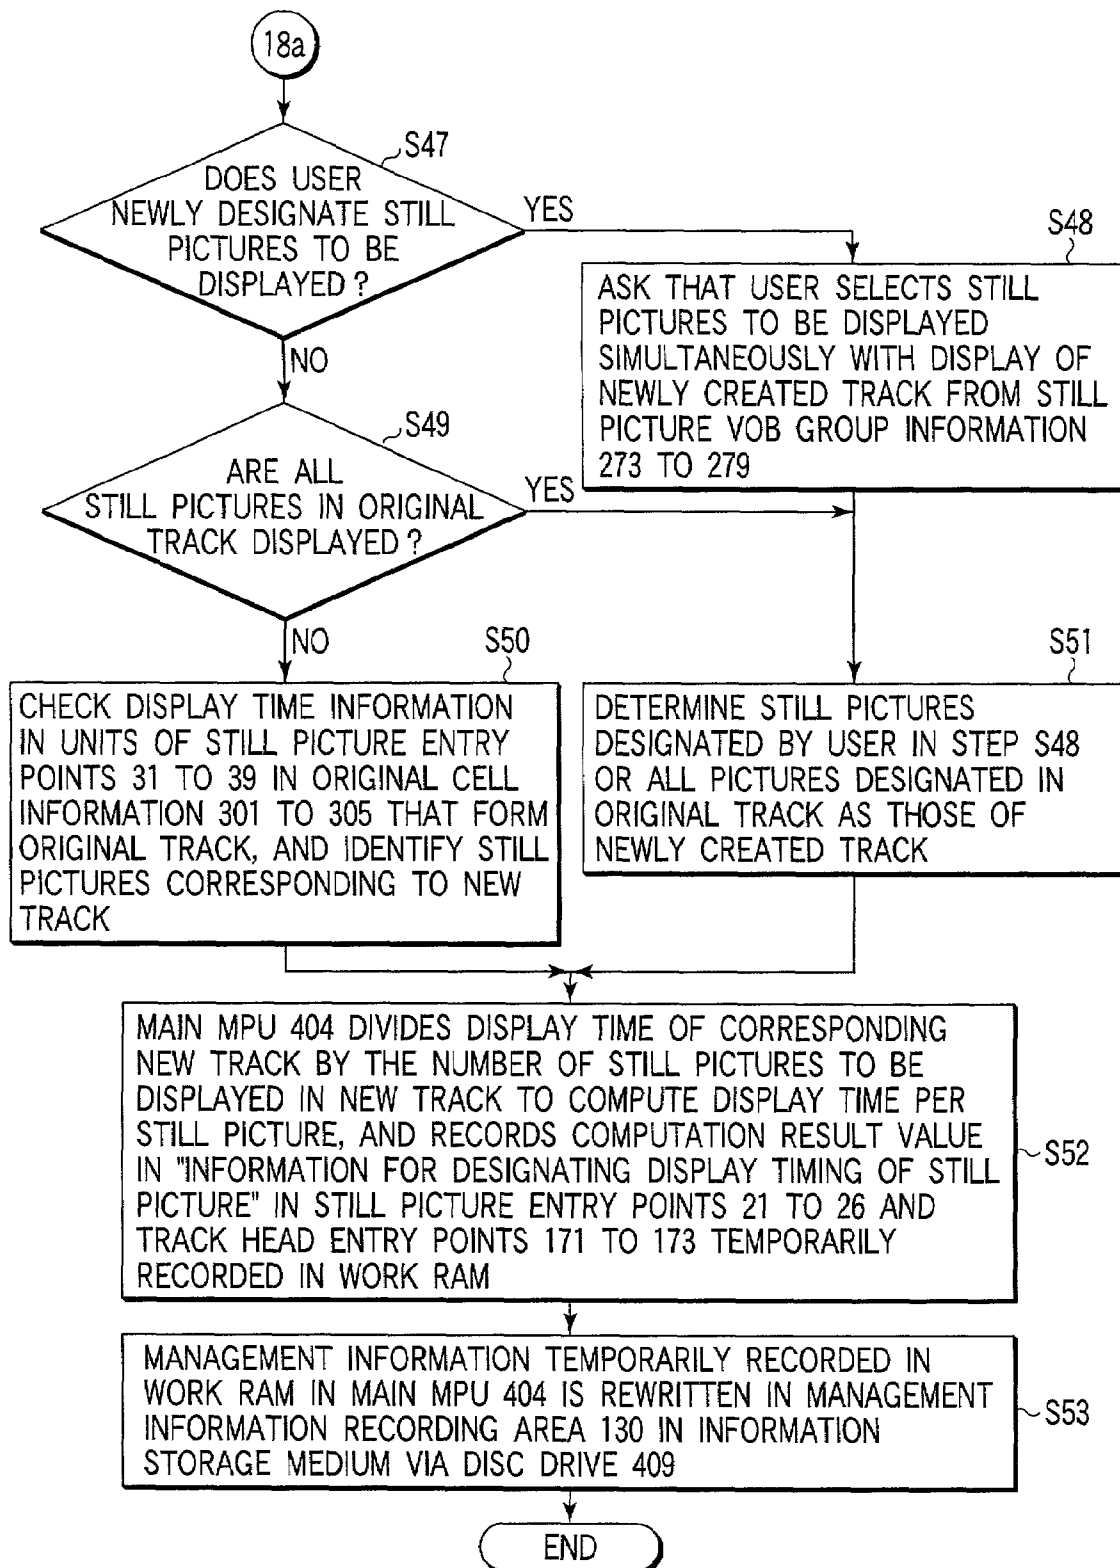 18a
S47
DOES USER
NEWLY DESIGNATE STILL
PICTURES TO BE
DISPLAYED?
YES
NO
S48
ASK THAT USER SELECTS STILL
PICTURES TO BE DISPLAYED
SIMULTANEOUSLY WITH DISPLAY OF
NEWLY CREATED TRACK FROM STILL
PICTURE VOB GROUP INFORMATION
273 TO 279
S49
ARE ALL
STILL PICTURES IN ORIGINAL
TRACK DISPLAYED?
YES
NO
S50
CHECK DISPLAY TIME INFORMATION
IN UNITS OF STILL PICTURE ENTRY
POINTS 31 TO 39 IN ORIGINAL CELL
INFORMATION 301 TO 305 THAT FORM
ORIGINAL TRACK, AND IDENTIFY STILL
PICTURES CORRESPONDING TO NEW
TRACK
S51
DETERMINE STILL PICTURES
DESIGNATED BY USER IN STEP S48
OR ALL PICTURES DESIGNATED IN
ORIGINAL TRACK AS THOSE OF
NEWLY CREATED TRACK
MAIN MPU 404 DIVIDES DISPLAY TIME OF CORRESPONDING
NEW TRACK BY THE NUMBER OF STILL PICTURES TO BE
DISPLAYED IN NEW TRACK TO COMPUTE DISPLAY TIME PER
STILL PICTURE, AND RECORDS COMPUTATION RESULT VALUE
IN "INFORMATION FOR DESIGNATING DISPLAY TIMING OF STILL
PICTURE" IN STILL PICTURE ENTRY POINTS 21 TO 26 AND
TRACK HEAD ENTRY POINTS 171 TO 173 TEMPORARILY
RECORDED IN WORK RAM
S52
MANAGEMENT INFORMATION TEMPORARILY RECORDED IN
WORK RAM IN MAIN MPU 404 IS REWRITTEN IN MANAGEMENT
INFORMATION RECORDING AREA 130 IN INFORMATION
STORAGE MEDIUM VIA DISC DRIVE 409
S53
END